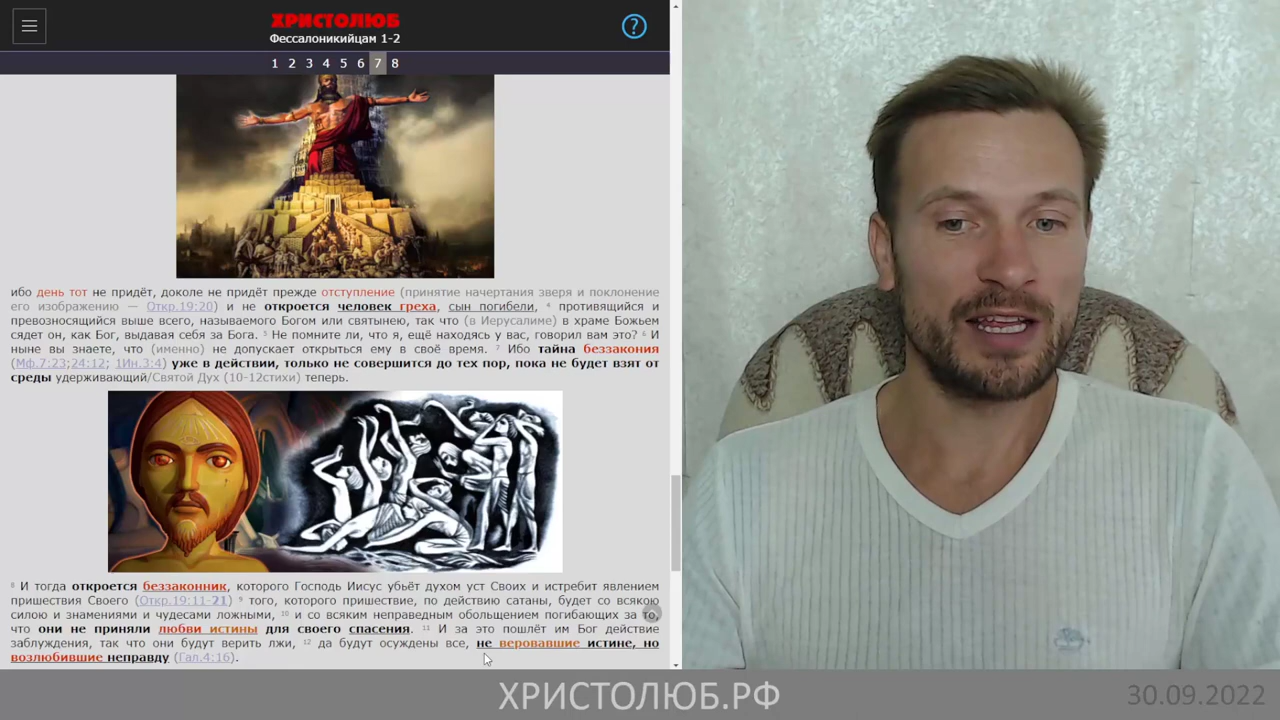 ХРИСТОЛЮБ
Фессалоникийцам 1-2
?
1 2 3 4 5 6 7 8
ибо день тот не придёт, доколе не придёт прежде отступление (принятие начертания зверя и поклонение
его изображению — Откр.19:20) и не откроется человек греха, сын погибели, 4 противящийся и
превозносящийся выше всего, называемого Богом или святынею, так что (в Иерусалиме) в храме Божьем
сядет он, как Бог, выдавая себя за Бога. 5 Не помните ли, что я, ещё находясь у вас, говорил вам это? 6 И
ныне вы знаете, что (именно) не допускает открыться ему в своё время. 7 Ибо тайна беззакония
(Мф.7:23;24:12; 1Ин.3:4) уже в действии, только не совершится до тех пор, пока не будет взят от
среды удерживающий/Святой Дух (10-12стихи) теперь.
8 И тогда откроется беззаконник, которого Господь Иисус убьёт духом уст Своих и истребит явлением
пришествия Своего (Откр.19:11-21) 9 того, которого пришествие, по действию сатаны, будет со всякою
силою и знамениями и чудесами ложными, 10 и со всяким неправедным обольщением погибающих за то,
что они не приняли любви истины для своего спасения. 11 И за это пошлёт им Бог действие
заблуждения, так что они будут верить лжи, 12 да будут осуждены все, не веровавшие истине, но
возлюбившие неправду (Гал.4:16).
ХРИСТОЛЮБ.РФ
30.09.2022